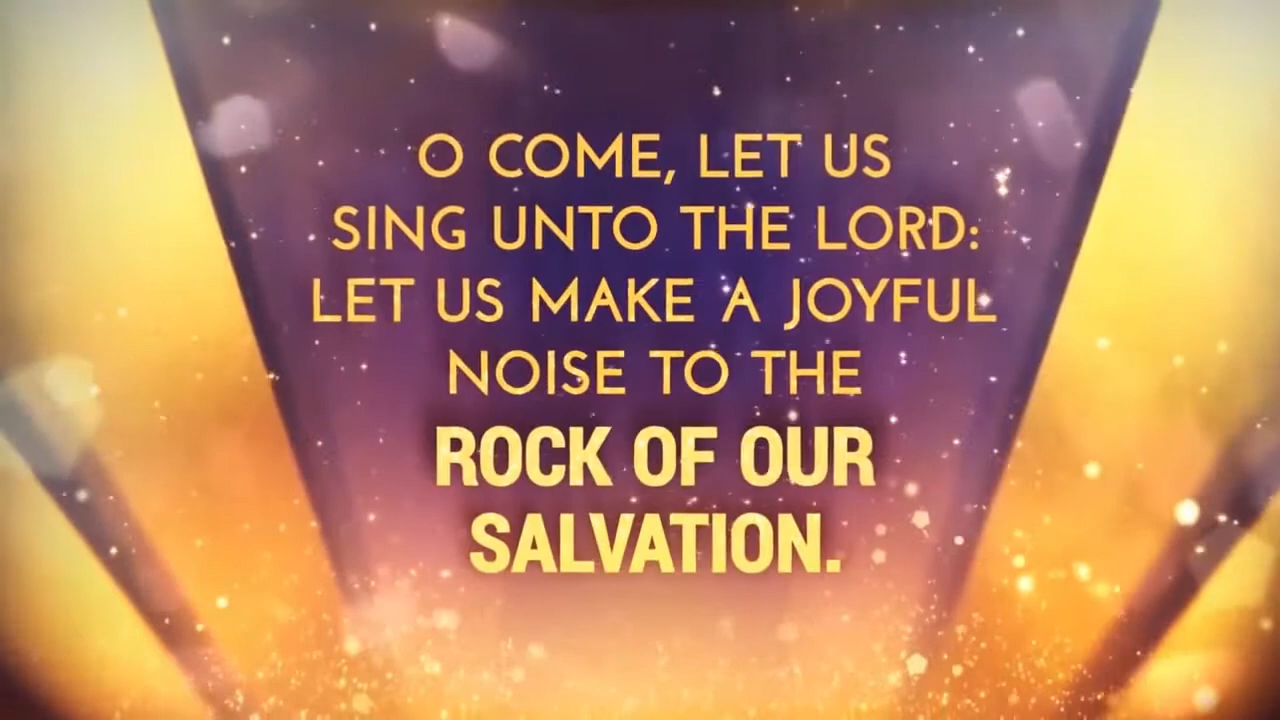 O COME, LET US
SING UNTO THE LORD:
LET US MAKE A JOYFUL
NOISE TO THE
ROCK OF OUR
SALVATION.